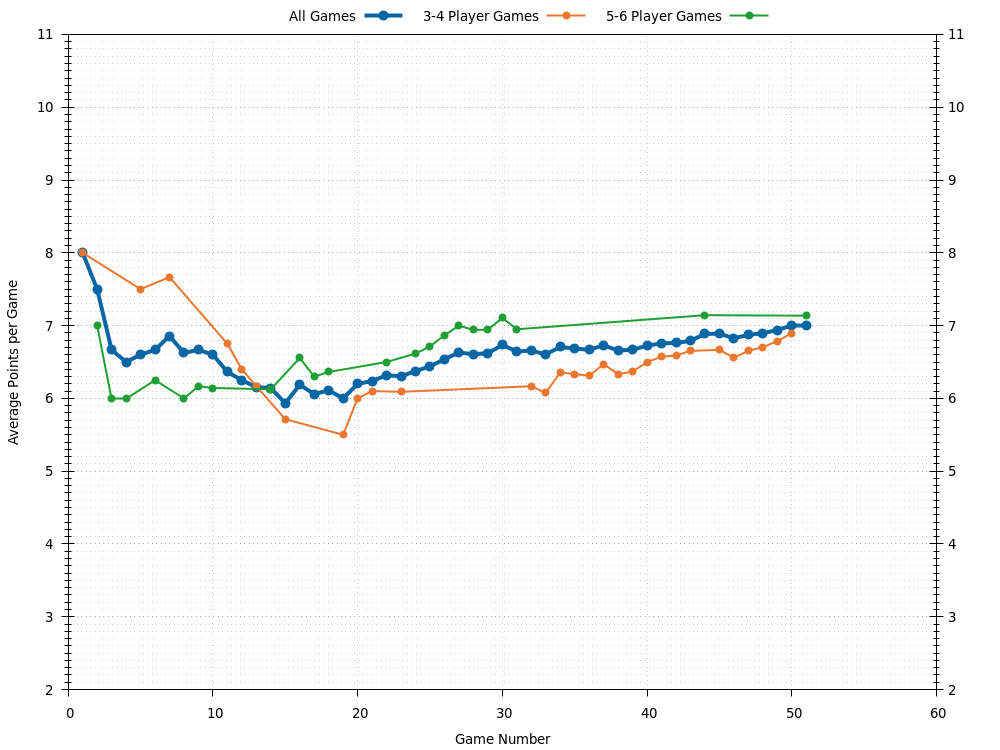 All Games 3-4 Player Games 5-6 Player Games
11 11
10 10
9 9
8 8
7 7
6 6
5 5
4 4
3 3
2 2
Average Points per Game
0 10 20 30 40 50 60
Game Number